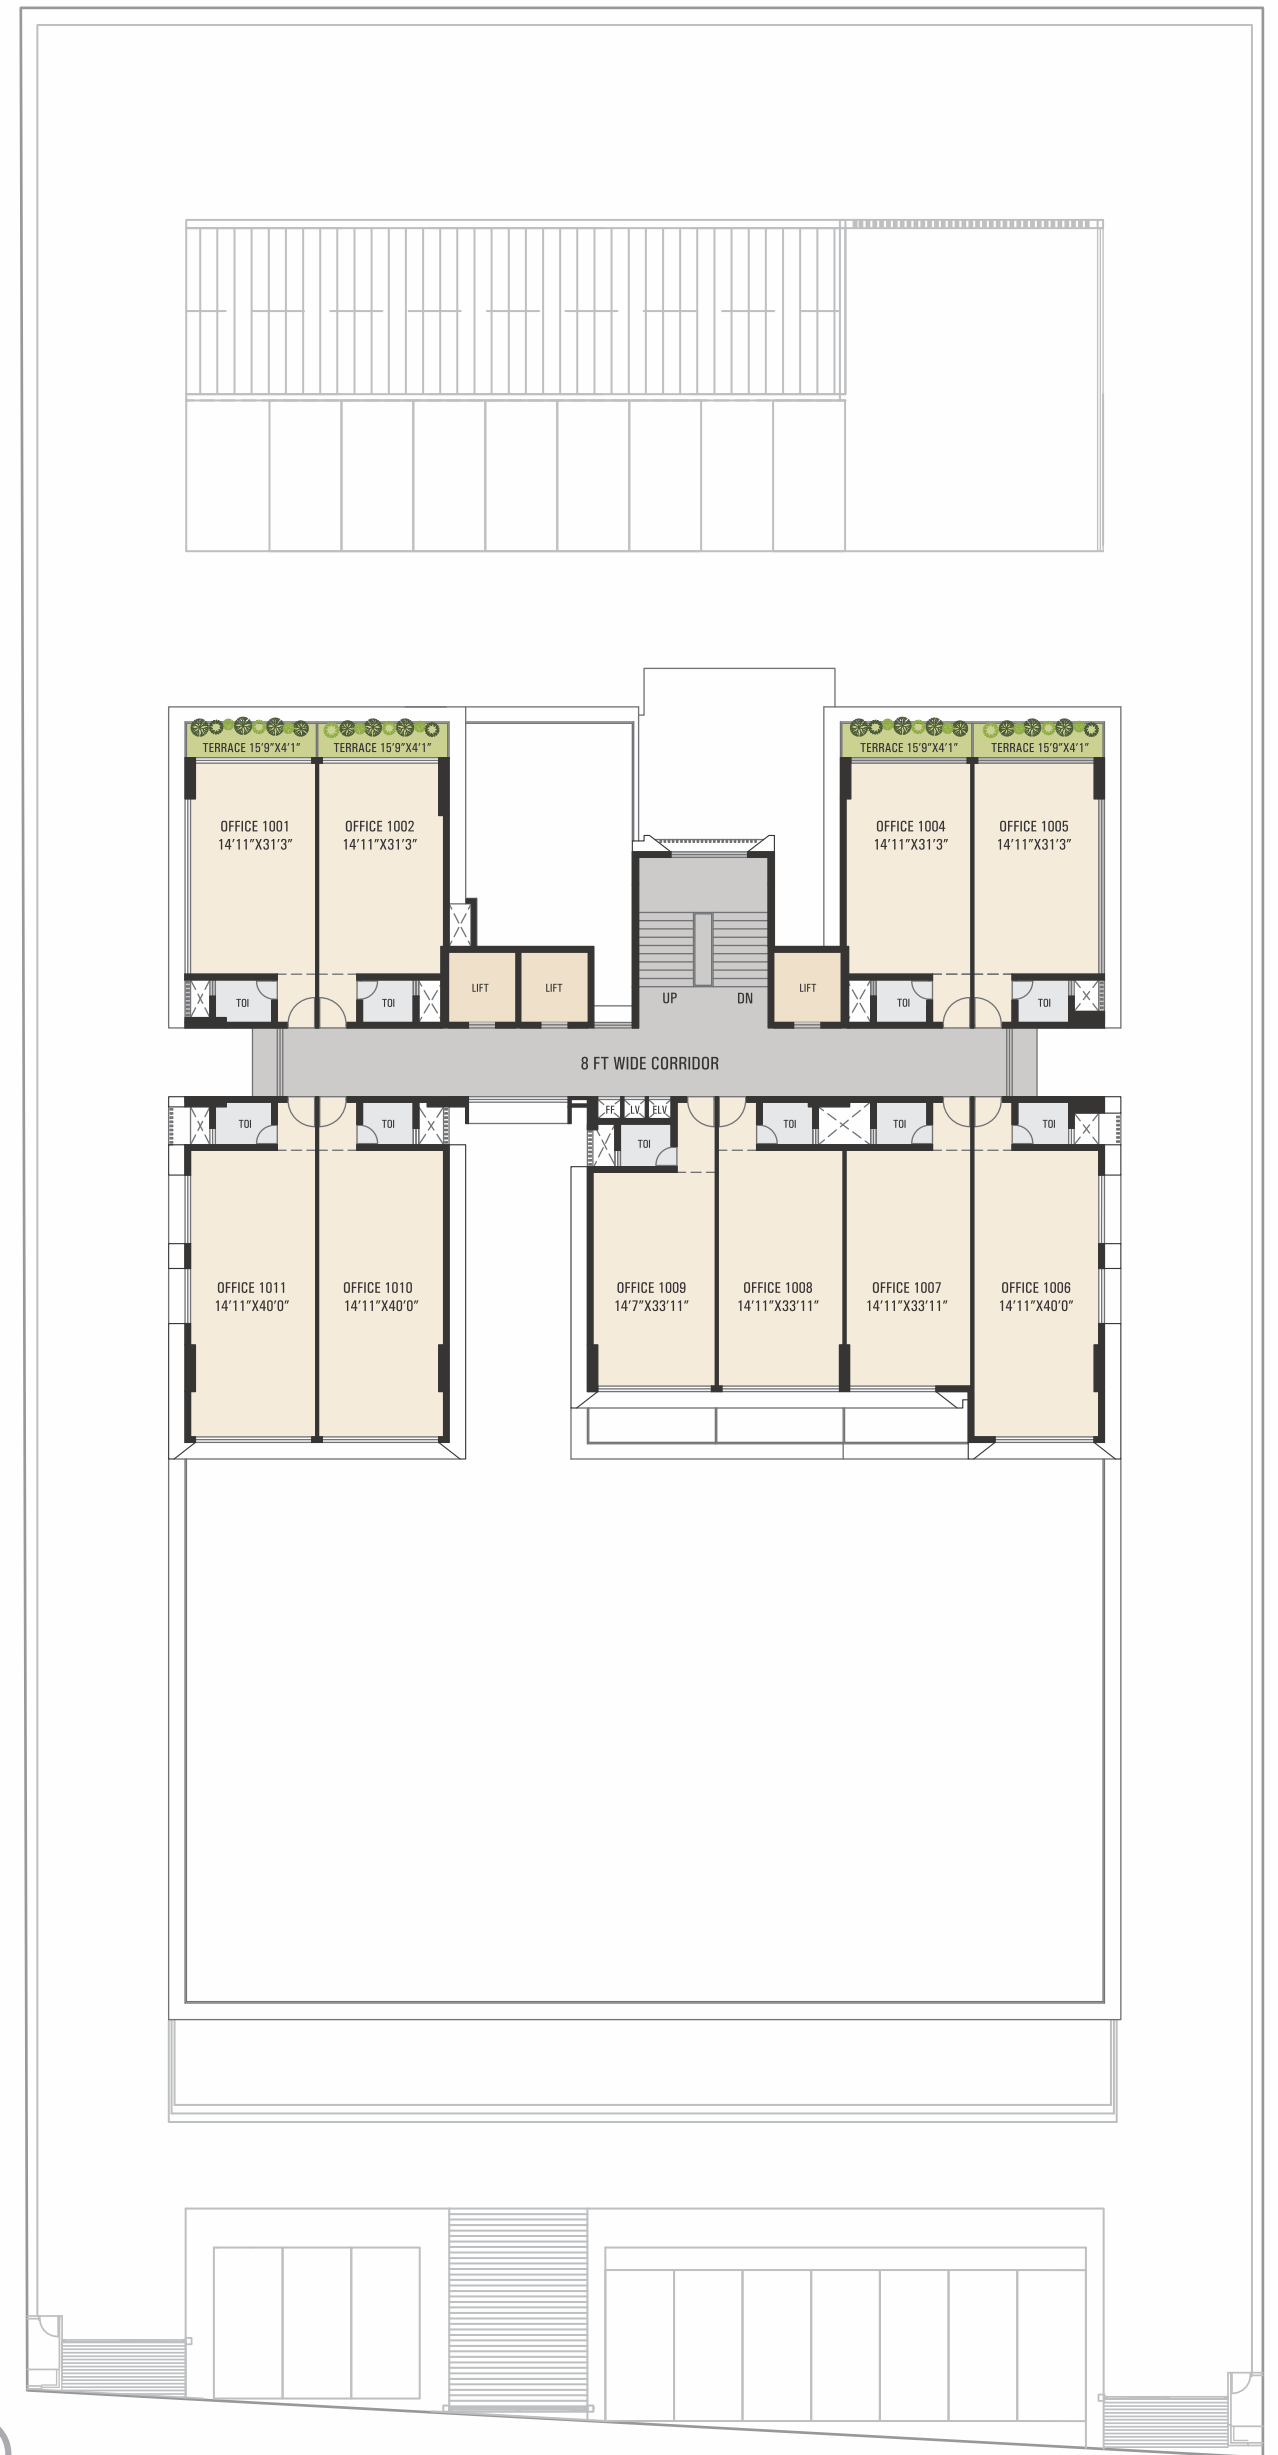 TERRACE 15'9"X4'1"
TERRACE 15'9"X4'1"
TERRACE 15'9"X4'1"
TERRACE 15'9"X4'1"
OFFICE 1001
14'11"X31'3"
OFFICE 1002
14'11"X31'3"
OFFICE 1004
14'11"X31'3"
OFFICE 1005
14'11"X31'3"
TOI
TOI
LIFT
LIFT
UP
DN
LIFT
TOI
TOI
8 FT WIDE CORRIDOR
TOI
TOI
FF
LV
ELV
TOI
TOI
TOI
TOI
OFFICE 1011
14'11"X40'0"
OFFICE 1010
14'11"X40'0"
OFFICE 1009
14'7"X33'11"
OFFICE 1008
14'11"X33'11"
OFFICE 1007
14'11"X33'11"
OFFICE 1006
14'11"X40'0"